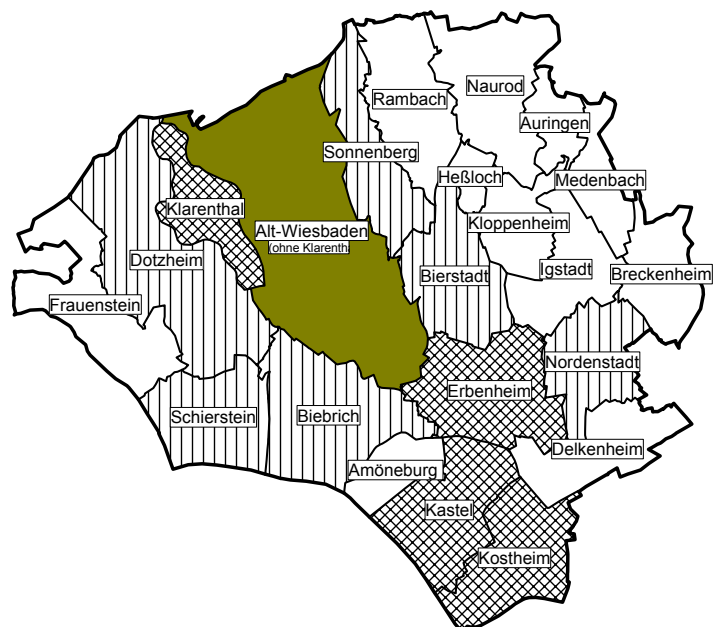 Naurod
Rambach
Auringen
Sonnenberg
Heßloch
Medenbach
Klarenthal
Kloppenheim
Alt-Wiesbaden
(ohne Klarenth
Dotzheim
Bierstadt
Igstadt
Breckenheim
Frauenstein
Nordenstadt
Erbenheim
Schierstein
Biebrich
Delkenheim
Amöneburg
Kastel
Kostheim